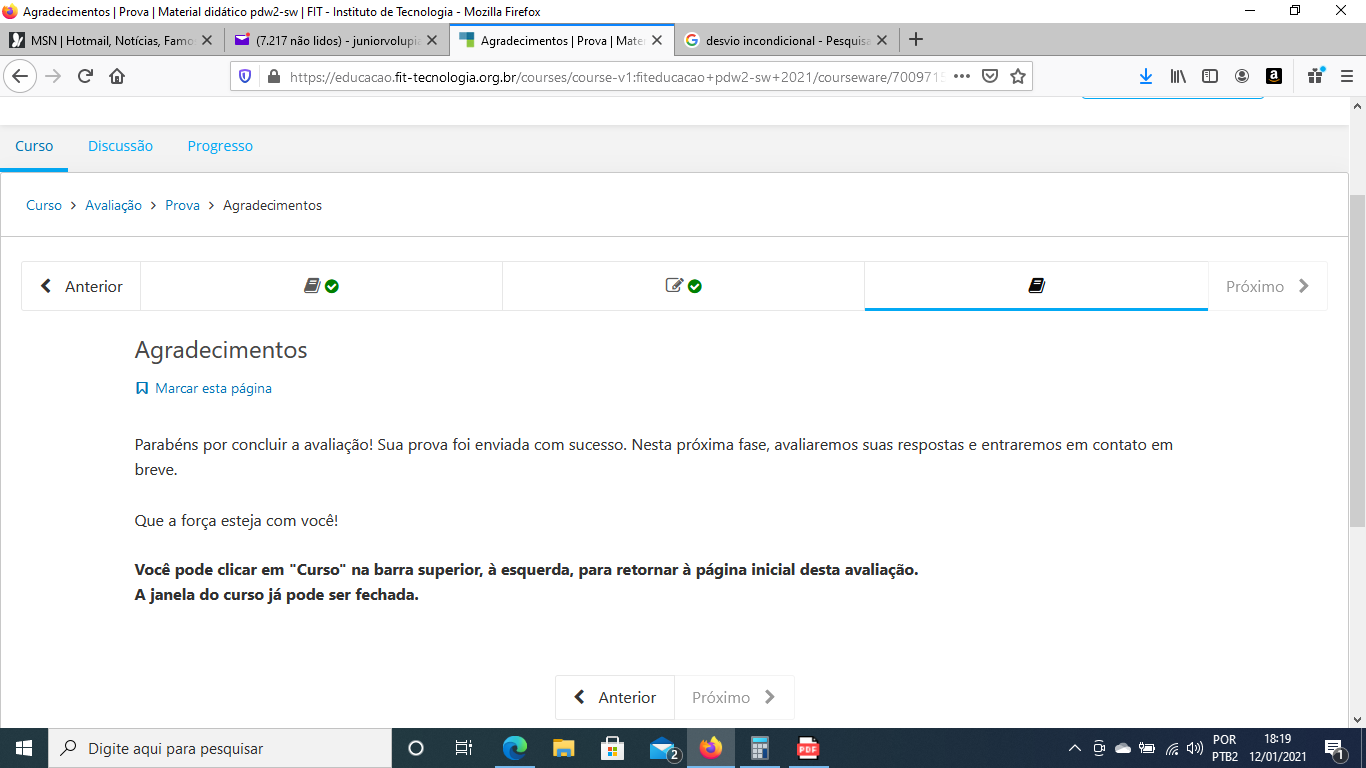 Agradecimentos | Prova | Material didático pdw2-sw | FIT - Instituto de Tecnologia - Mozilla Firefox
MSN | Hotmail, Notícias, Famo
(7.217 não lidos) - juniorvolupia
Agradecimentos | Prova | Mater
desvio incondicional - Pesquisa
https://educacao.fit-tecnologia.org.br/courses/course-v1:fiteducacao+pdw2-sw+2021/courseware/7009715
Curso
Discussão
Progresso
Curso > Avaliação > Prova > Agradecimentos
Anterior
Próximo
Agradecimentos
Marcar esta página
Parabéns por concluir a avaliação! Sua prova foi enviada com sucesso. Nesta próxima fase, avaliaremos suas respostas e entraremos em contato em
breve.
Que a força esteja com você!
Você pode clicar em "Curso" na barra superior, à esquerda, para retornar à página inicial desta avaliação.
A janela do curso já pode ser fechada.
Anterior
Próximo
Digite aqui para pesquisar
2
PDF
POR
PTB2
18:19
12/01/2021
1